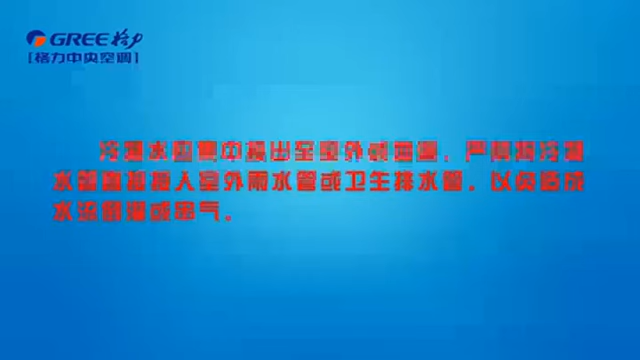 GREE格力
[格力中央空调]
冷凝水应集中排出至室外或地漏，严禁将冷凝
水管直接接入室外雨水管或卫生排水管，以免造成
水流倒灌或臭气。